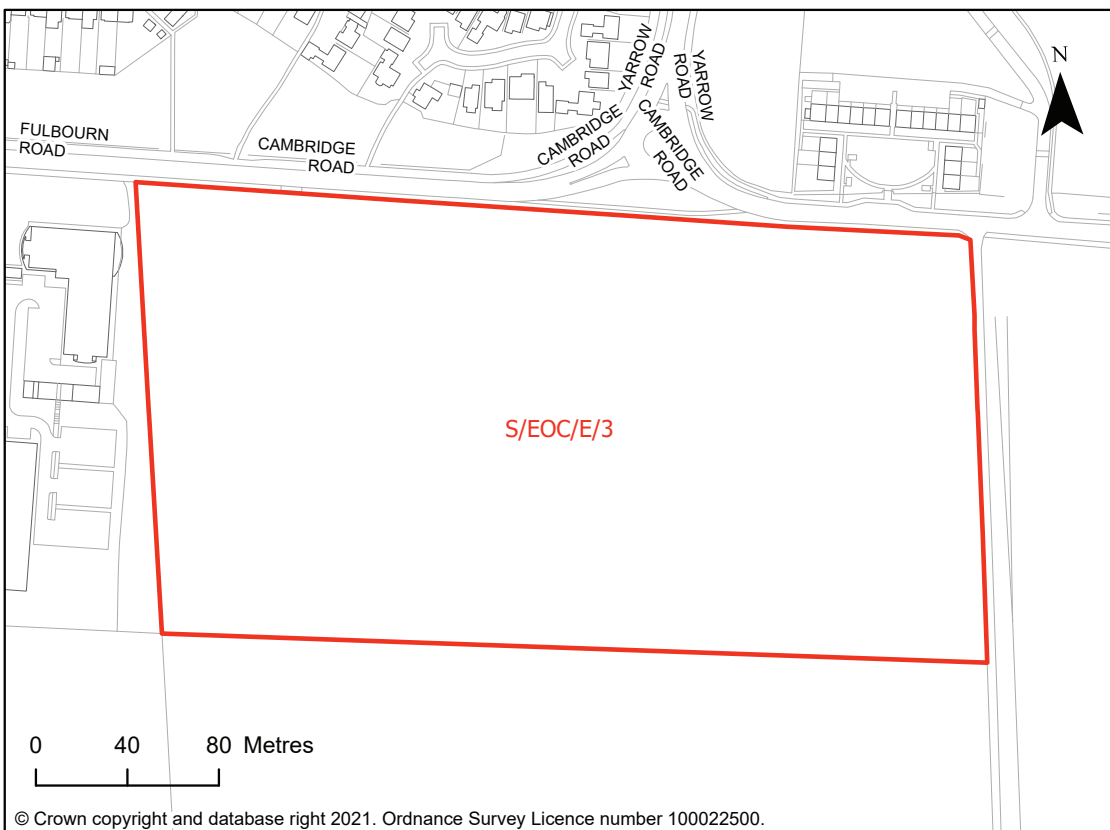 YARROW
ROAD
YARROW
ROAD
N
FULBOURN
ROAD
CAMBRIDGE
ROAD
CAMBRIDGE
ROAD
CAMBRIDGE
ROAD
S/EOC/E/3
0 40 80 Metres
© Crown copyright and database right 2021. Ordnance Survey Licence number 100022500.